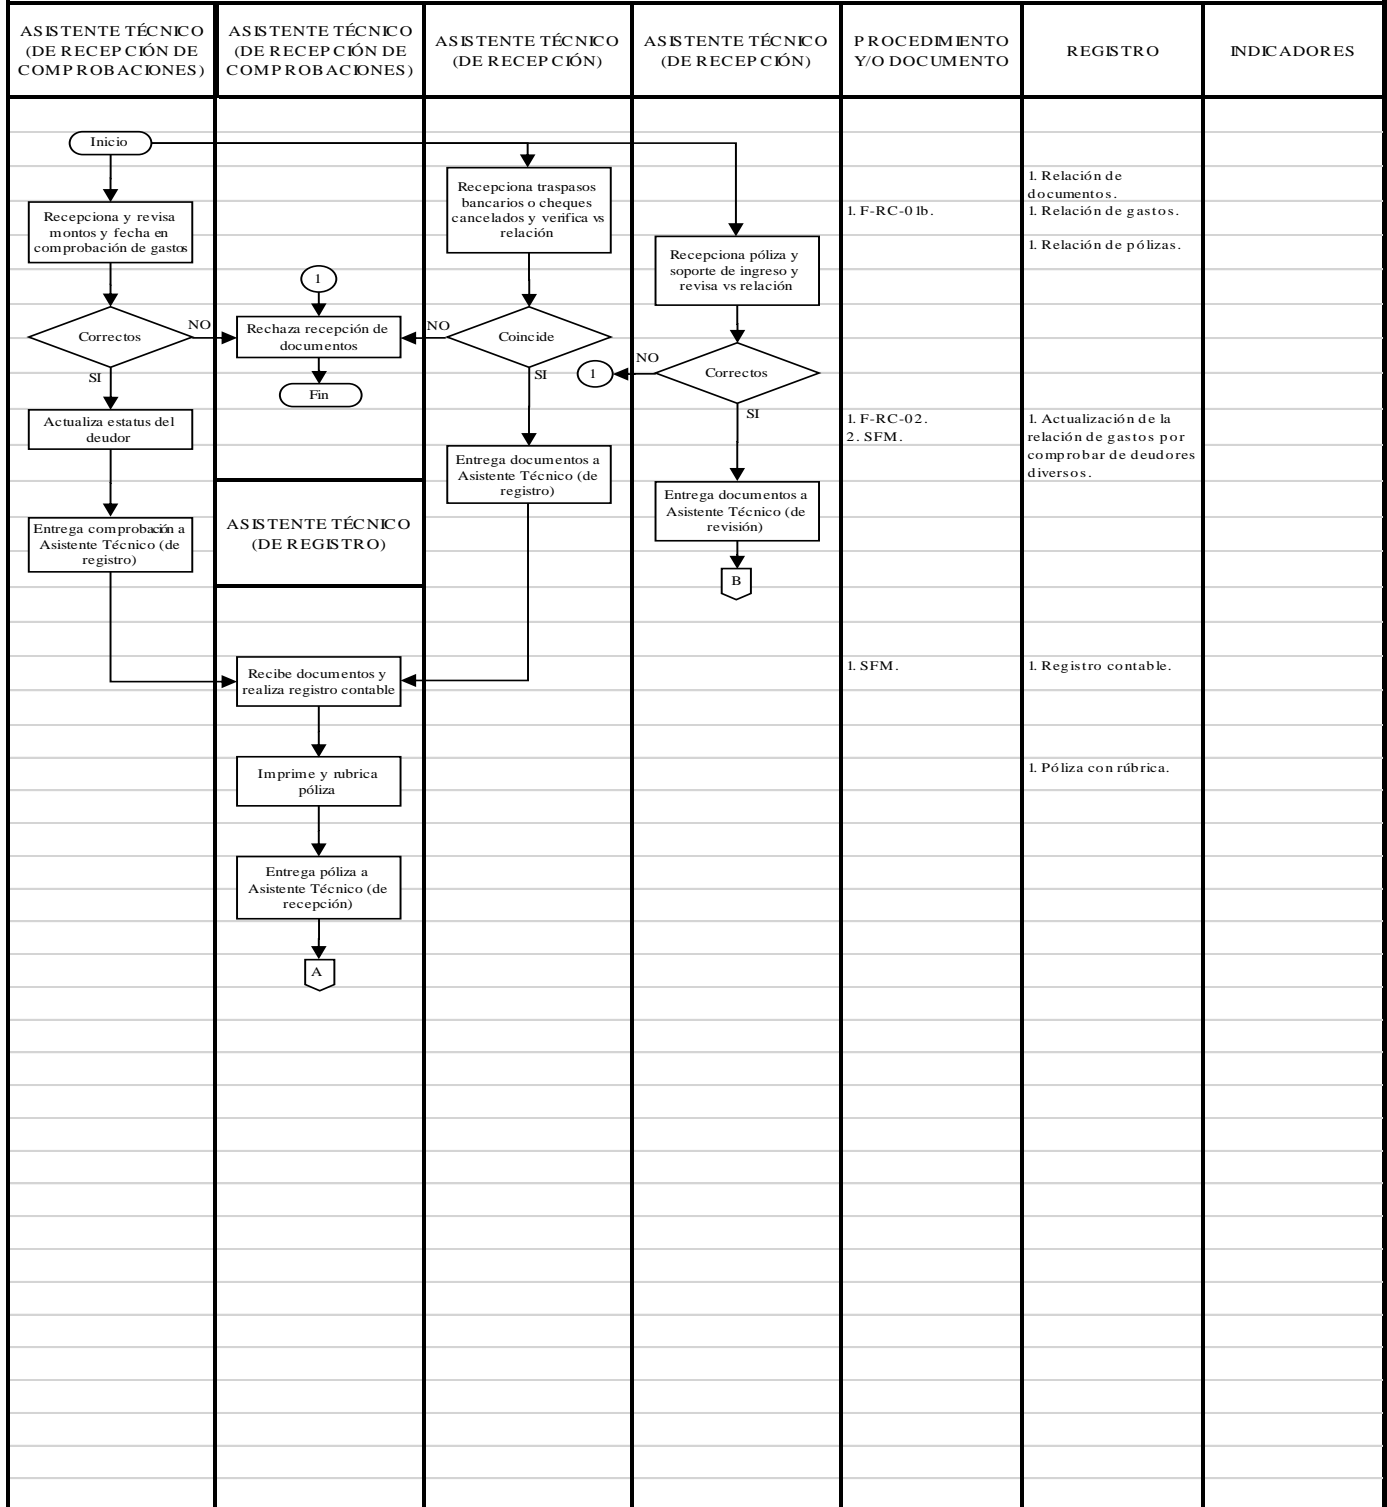 ASISTENTE TÉCNICO
(DE RECEPCIÓN DE
COMPROBACIONES)
ASISTENTE TÉCNICO
(DE RECEPCIÓN DE
COMPROBACIONES)
ASISTENTE TÉCNICO
(DE RECEPCIÓN)
ASISTENTE TÉCNICO
(DE RECEPCIÓN)
PROCEDIMIENTO
Y/O DOCUMENTO
REGISTRO
INDICADORES
Inicio
Recepciona y revisa
montos y fecha en
comprobación de gastos
Correctos
NO
SI
Actualiza estatus del
deudor
Entrega comprobación a
Asistente Técnico (de
registro)
1
Rechaza recepción de
documentos
Fin
ASISTENTE TÉCNICO
(DE REGISTRO)
Recibe documentos y
realiza registro contable
Imprime y rubrica
póliza
Entrega póliza a
Asistente Técnico (de
recepción)
A
Recepciona traspasos
bancarios o cheques
cancelados y verifica vs
relación
Coincide
NO
SI
Entrega documentos a
Asistente Técnico (de
registro)
Recepciona póliza y
soporte de ingreso y
revisa vs relación
Correctos
NO
1
SI
Entrega documentos a
Asistente Técnico (de
revisión)
B
1. F-RC-01b.
1. F-RC-02.
2. SFM.
1. SFM.
1. Relación de
documentos.
1. Relación de gastos.
1. Relación de pólizas.
1. Actualización de la
relación de gastos por
comprobar de deudores
diversos.
1. Registro contable.
1. Póliza con rúbrica.